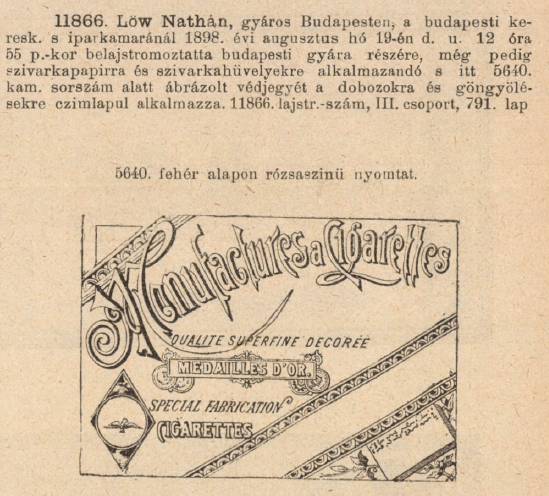 11866. Löw Nathán, gyáros Budapesten, a budapesti ke-
resk. s iparkamaránál 1898. évi augusztus hó 19-én d. u. 12 óra
55 p.-kor belajstromoztatta budapesti gyára részére, még pedig
szivarkapapirra és szivarkahüvelyekre alkalmazandó s itt 5640.
kam. sorszám alatt ábrázolt védjegyét a dobozokra és göngyölé-
sekre czimlapul alkalmazza. 11866. lajstr.-szám, III. csoport, 791. lap
5640. fehér alapon rózsaszinü nyomtat.
Manufactures a Cigarettes
QUALITE SUPERFINE DECORÉE
MEDAILLES D'OR.
SPECIAL FABRICATION
CIGARETTES